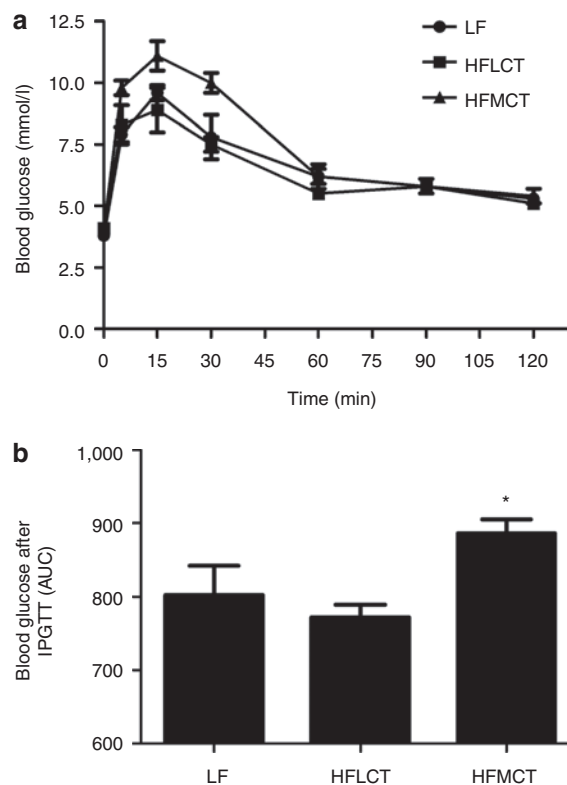 a
12.5
10.0
7.5
5.0
2.5
0.0
Blood glucose (mmol/l)
LF
HFLCT
HFMCT
0 15 30 45 60 75 90 105 120
Time (min)
b
1,000
900
800
700
600
Blood glucose after
IPGTT (AUC)
*
LF HFLCT HFMCT